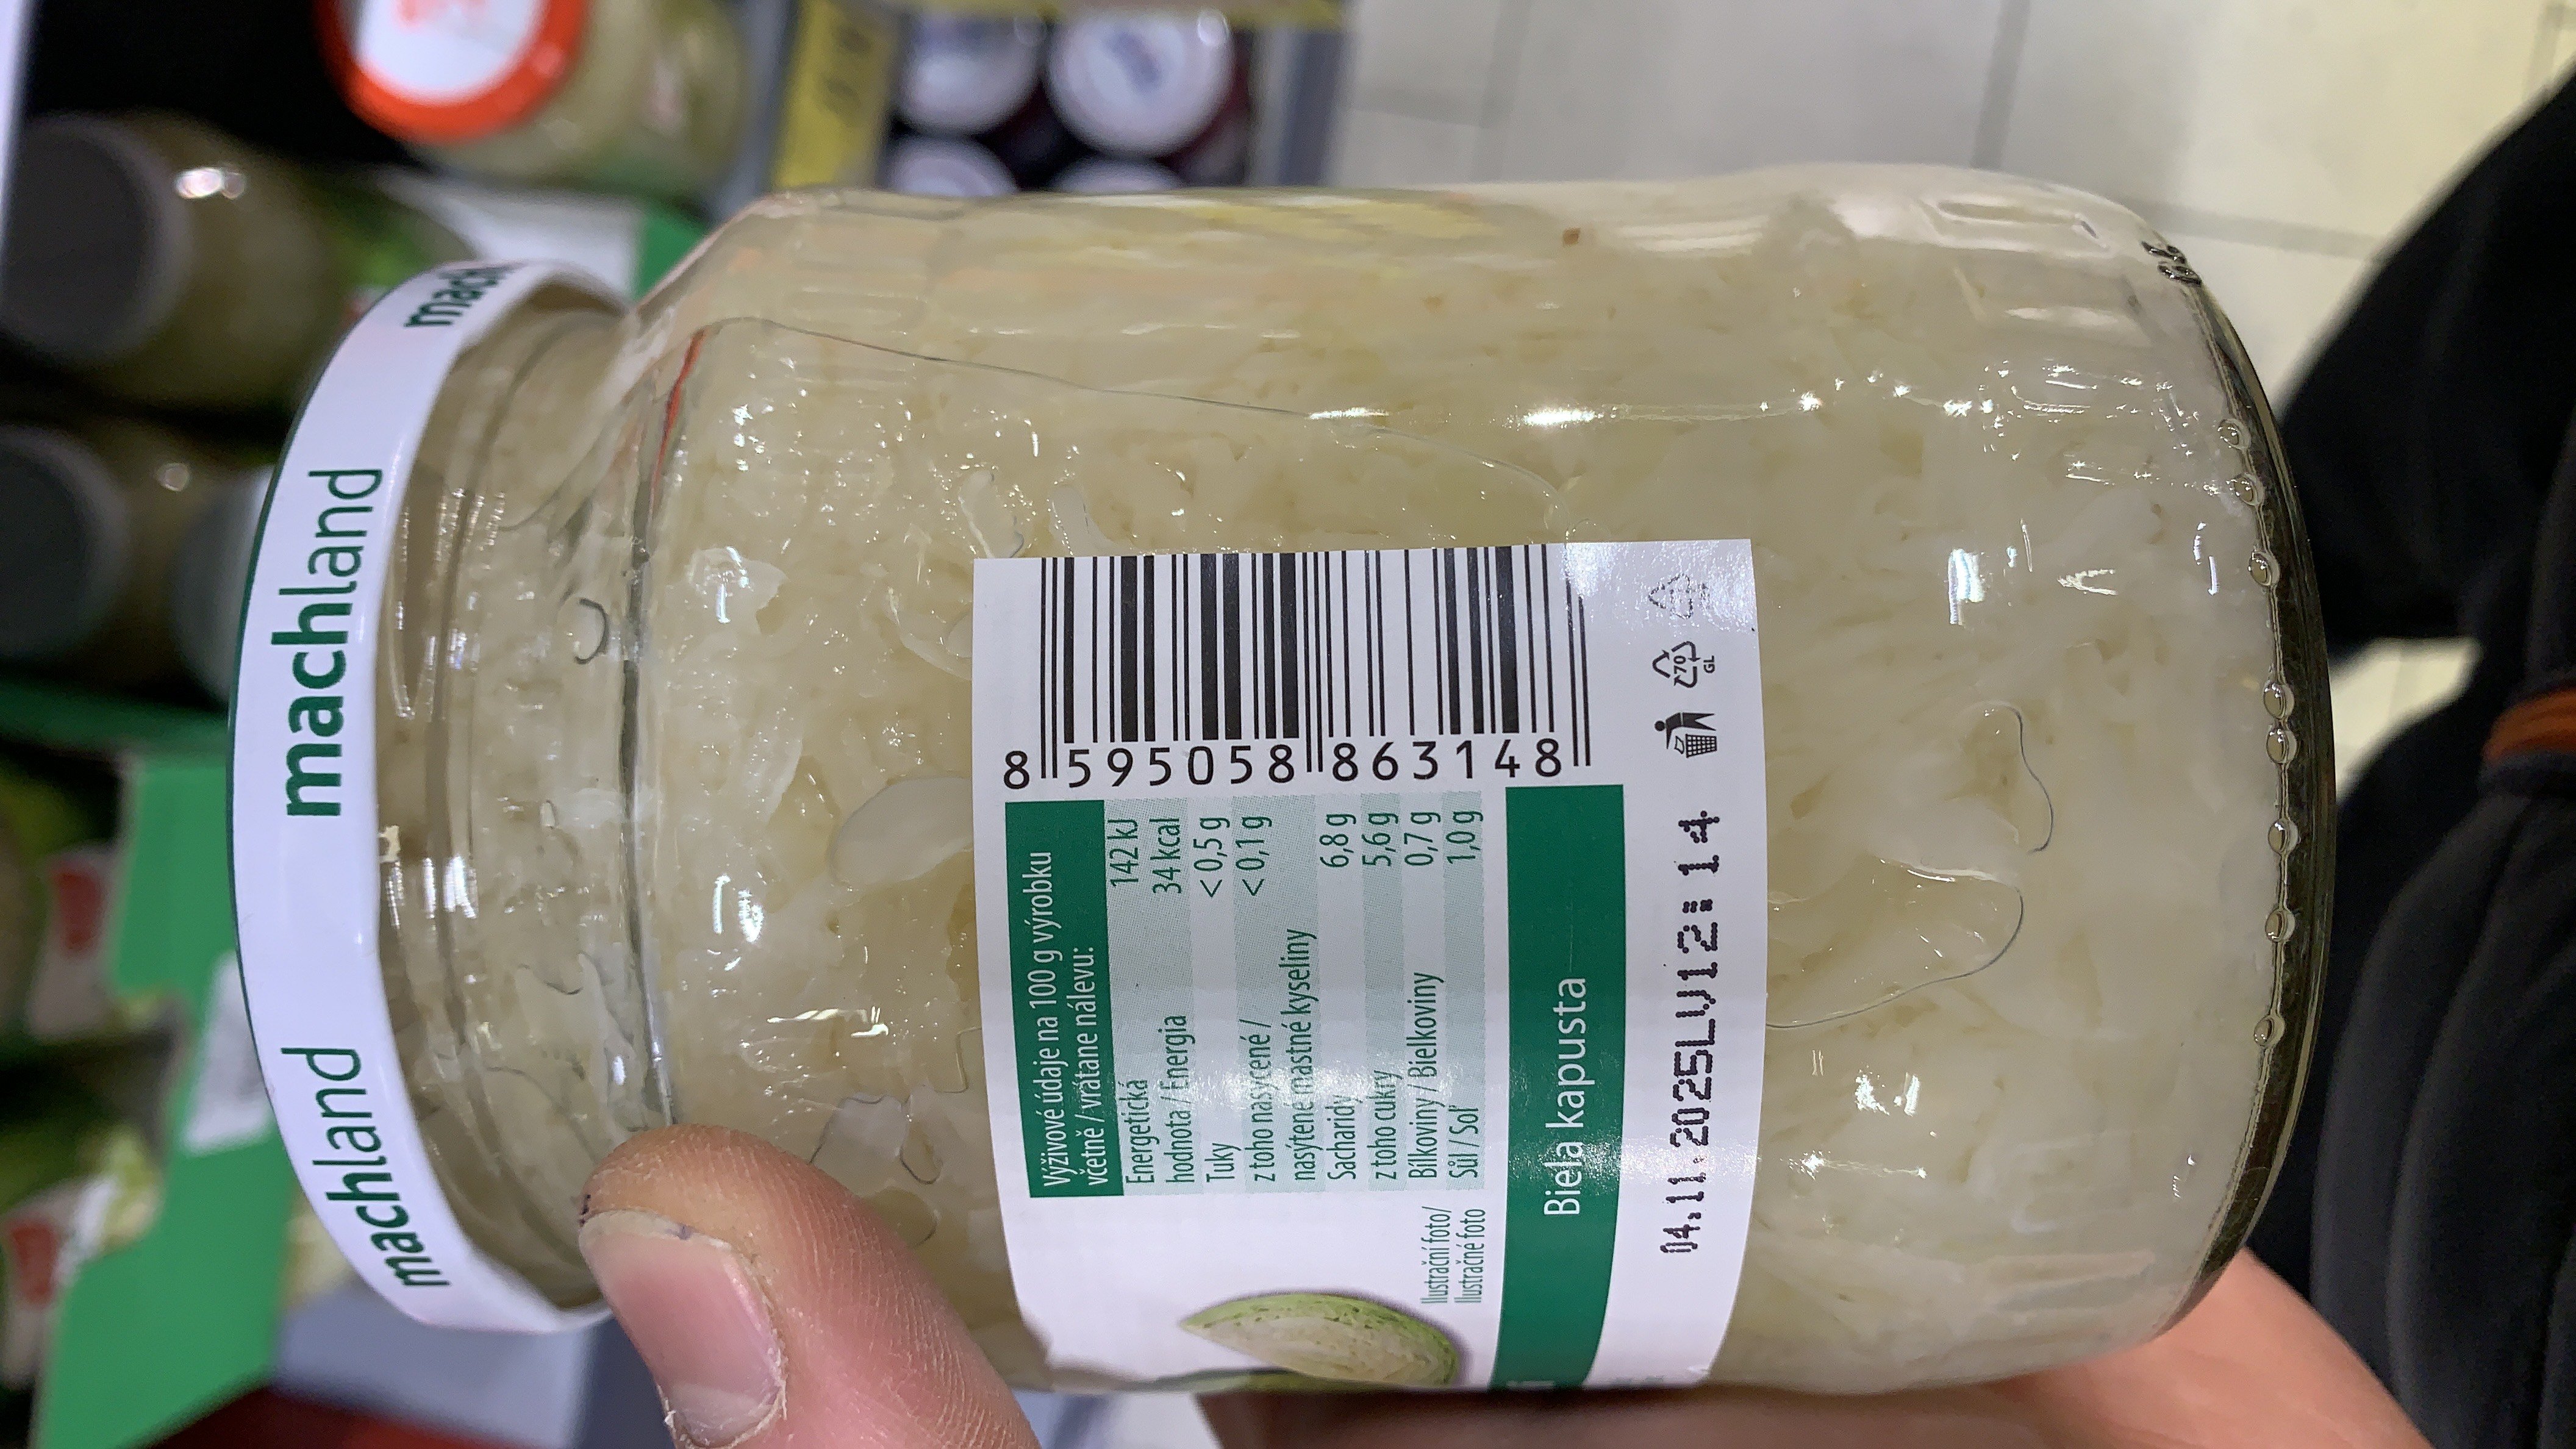 machland
machland
8 595058 863148
Výživové údaje na 100 g výrobku
včetně / vrátane nálevu:
Energetická 142 kJ
hodnota / Energia 34 kcal
Tuky < 0,5 g
z toho nasycené / < 0,1 g
nasýtené mastné kyseliny
Sacharidy 6,8 g
z toho cukry 5,6 g
Bílkoviny / Bielkoviny 0,7 g
Sůl / Soľ 1,0 g
Ilustrační foto/
Ilustračné foto
Biela kapusta
04.11.2025LV12:14
70
GL